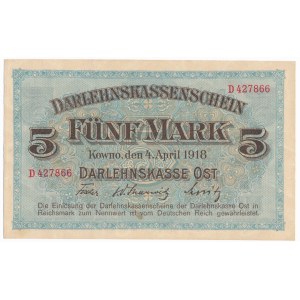 D 427866
DARLEHNSKASSENSCHEIN
5 FÜNF MARK 5
Kowno, den 4. April 1918
D 427866 DARLEHNSKASSE OST
Die Einlösung der Darlehnskassenscheine der Darlehnskasse Ost in
Reichsmark zum Nennwert ist vom Deutschen Reich gewährleistet.